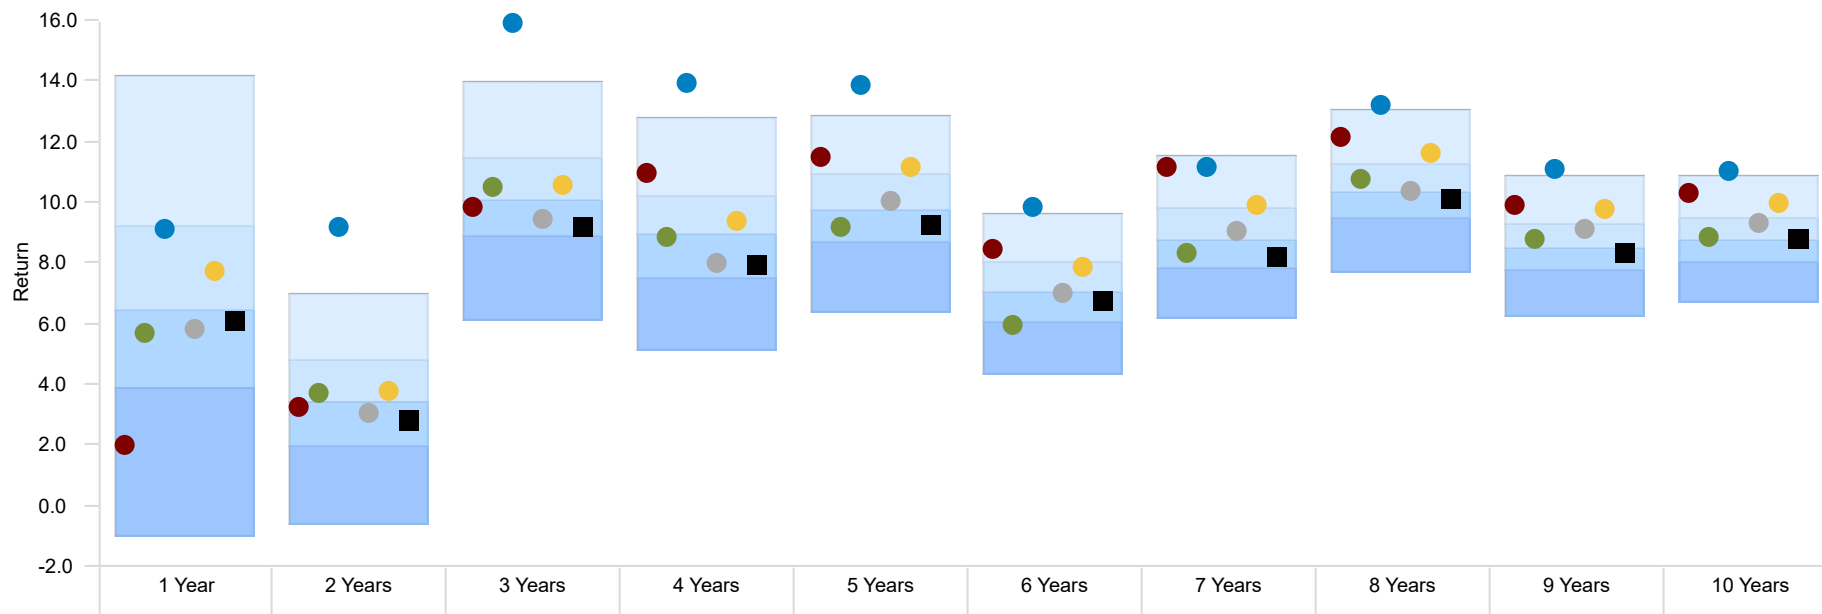 16.0
14.0
12.0
10.0
8.0
6.0
4.0
2.0
0.0
-2.0
Return
1 Year
2 Years
3 Years
4 Years
5 Years
6 Years
7 Years
8 Years
9 Years
10 Years